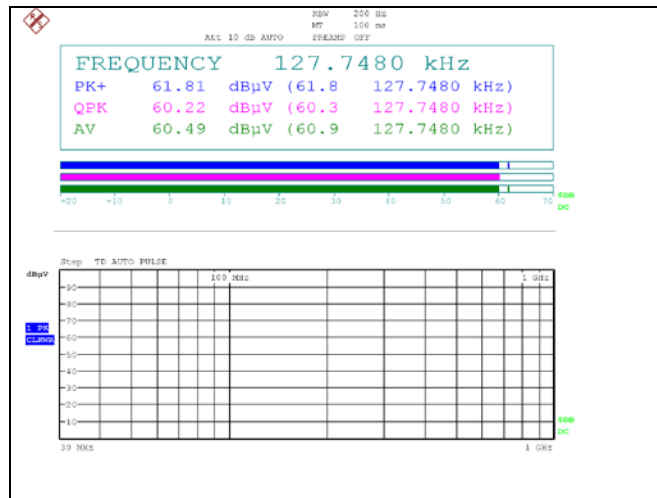 RBW 200 Hz
MT 100 ms
Att 10 dB AUTO PREAMP OFF
FREQUENCY 127.7480 kHz
PK+ 61.81 dBµV (61.8 127.7480 kHz)
QPK 60.22 dBµV (60.3 127.7480 kHz)
AV 60.49 dBµV (60.9 127.7480 kHz)
-20 -10 0 10 20 30 40 50 60 70
6DB
DC
Step TD AUTO PULSE
dBµV
100 MHz 1 GHz
90
80
70
1 PK
60
CLRWR
50
40
30
20
10
6DB
DC
30 MHz 1 GHz